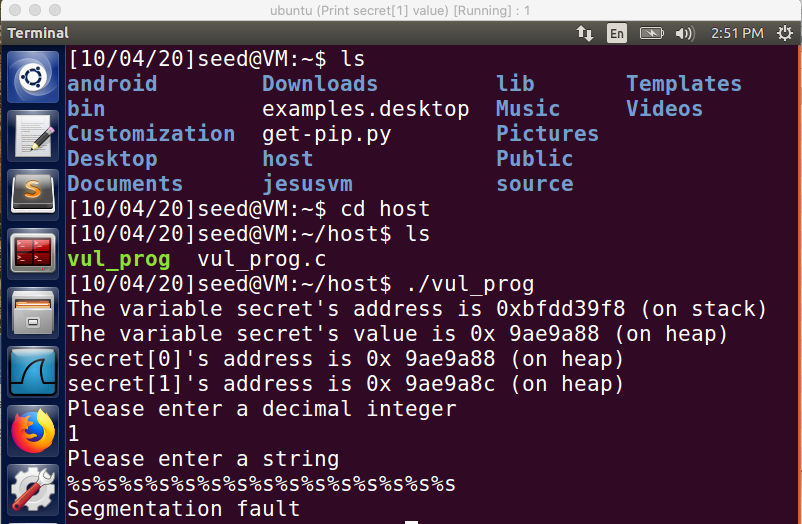 ubuntu (Print secret[1] value) [Running] : 1
Terminal En 2:51 PM
[10/04/20]seed@VM:~$ ls
android Downloads lib Templates
bin examples.desktop Music Videos
Customization get-pip.py Pictures
Desktop host Public
Documents jesusvm source
[10/04/20]seed@VM:~$ cd host
[10/04/20]seed@VM:~/host$ ls
vul_prog vul_prog.c
[10/04/20]seed@VM:~/host$ ./vul_prog
The variable secret's address is 0xbfdd39f8 (on stack)
The variable secret's value is 0x 9ae9a88 (on heap)
secret[0]'s address is 0x 9ae9a88 (on heap)
secret[1]'s address is 0x 9ae9a8c (on heap)
Please enter a decimal integer
1
Please enter a string
%s%s%s%s%s%s%s%s%s%s%s%s%s%s%s
Segmentation fault